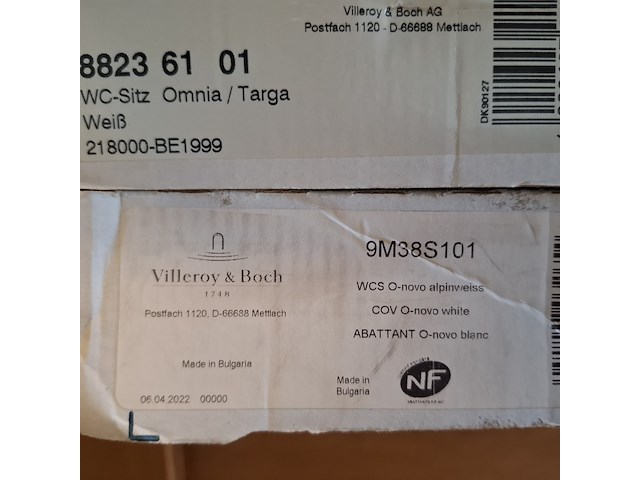 Villeroy & Boch AG
Postfach 1120 - D-66688 Mettlach
8823 61 01
WC-Sitz Omnia / Targa
Weiß
218000-BE1999
DK90127
Villeroy & Boch
1748
Postfach 1120, D-66688 Mettlach
Made in Bulgaria
06.04.2022 00000
9M38S101
WCS O-novo alpinweiss
COV O-novo white
ABATTANT O-novo blanc
Made in
Bulgaria
NF